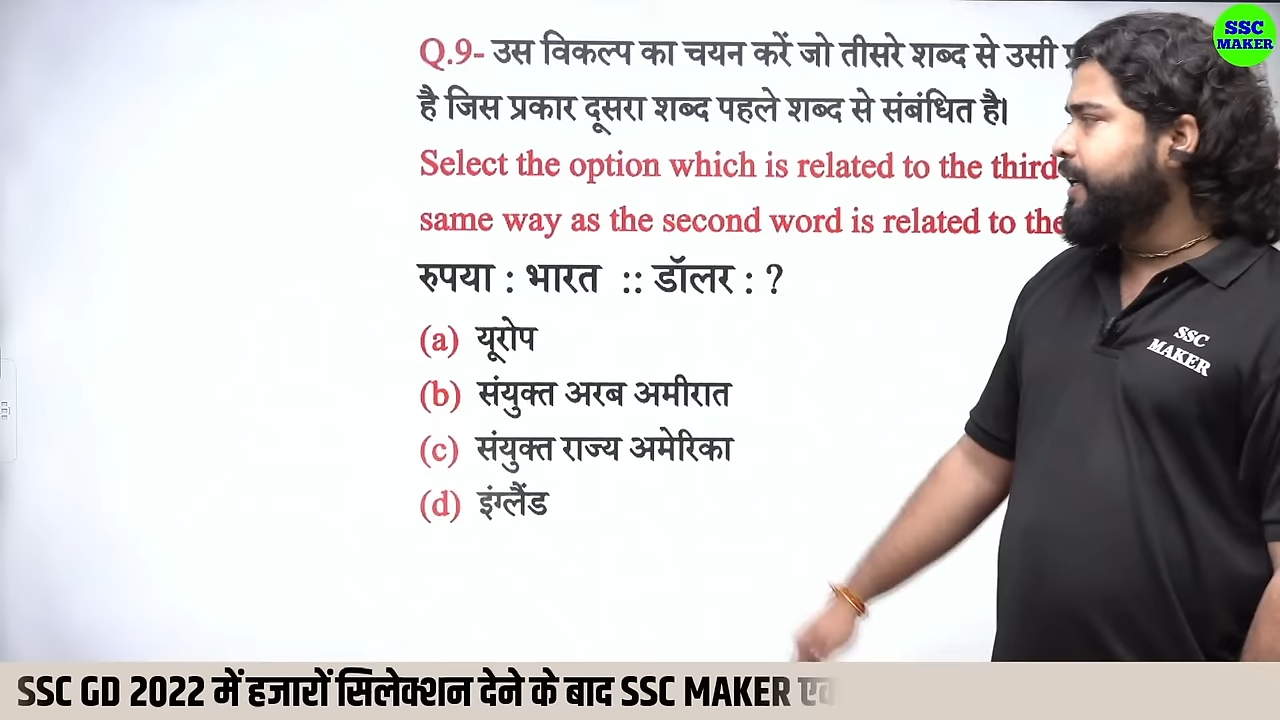 SSC
MAKER
Q.9- उस विकल्प का चयन करें जो तीसरे शब्द से उसी
है जिस प्रकार दूसरा शब्द पहले शब्द से संबंधित है।
Select the option which is related to the third
same way as the second word is related to the
रुपया : भारत :: डॉलर : ?
(a) यूरोप
(b) संयुक्त अरब अमीरात
(c) संयुक्त राज्य अमेरिका
(d) इंग्लैंड
SSC
MAKER
SSC GD 2022 में हजारों सिलेक्शन देने के बाद SSC MAKER